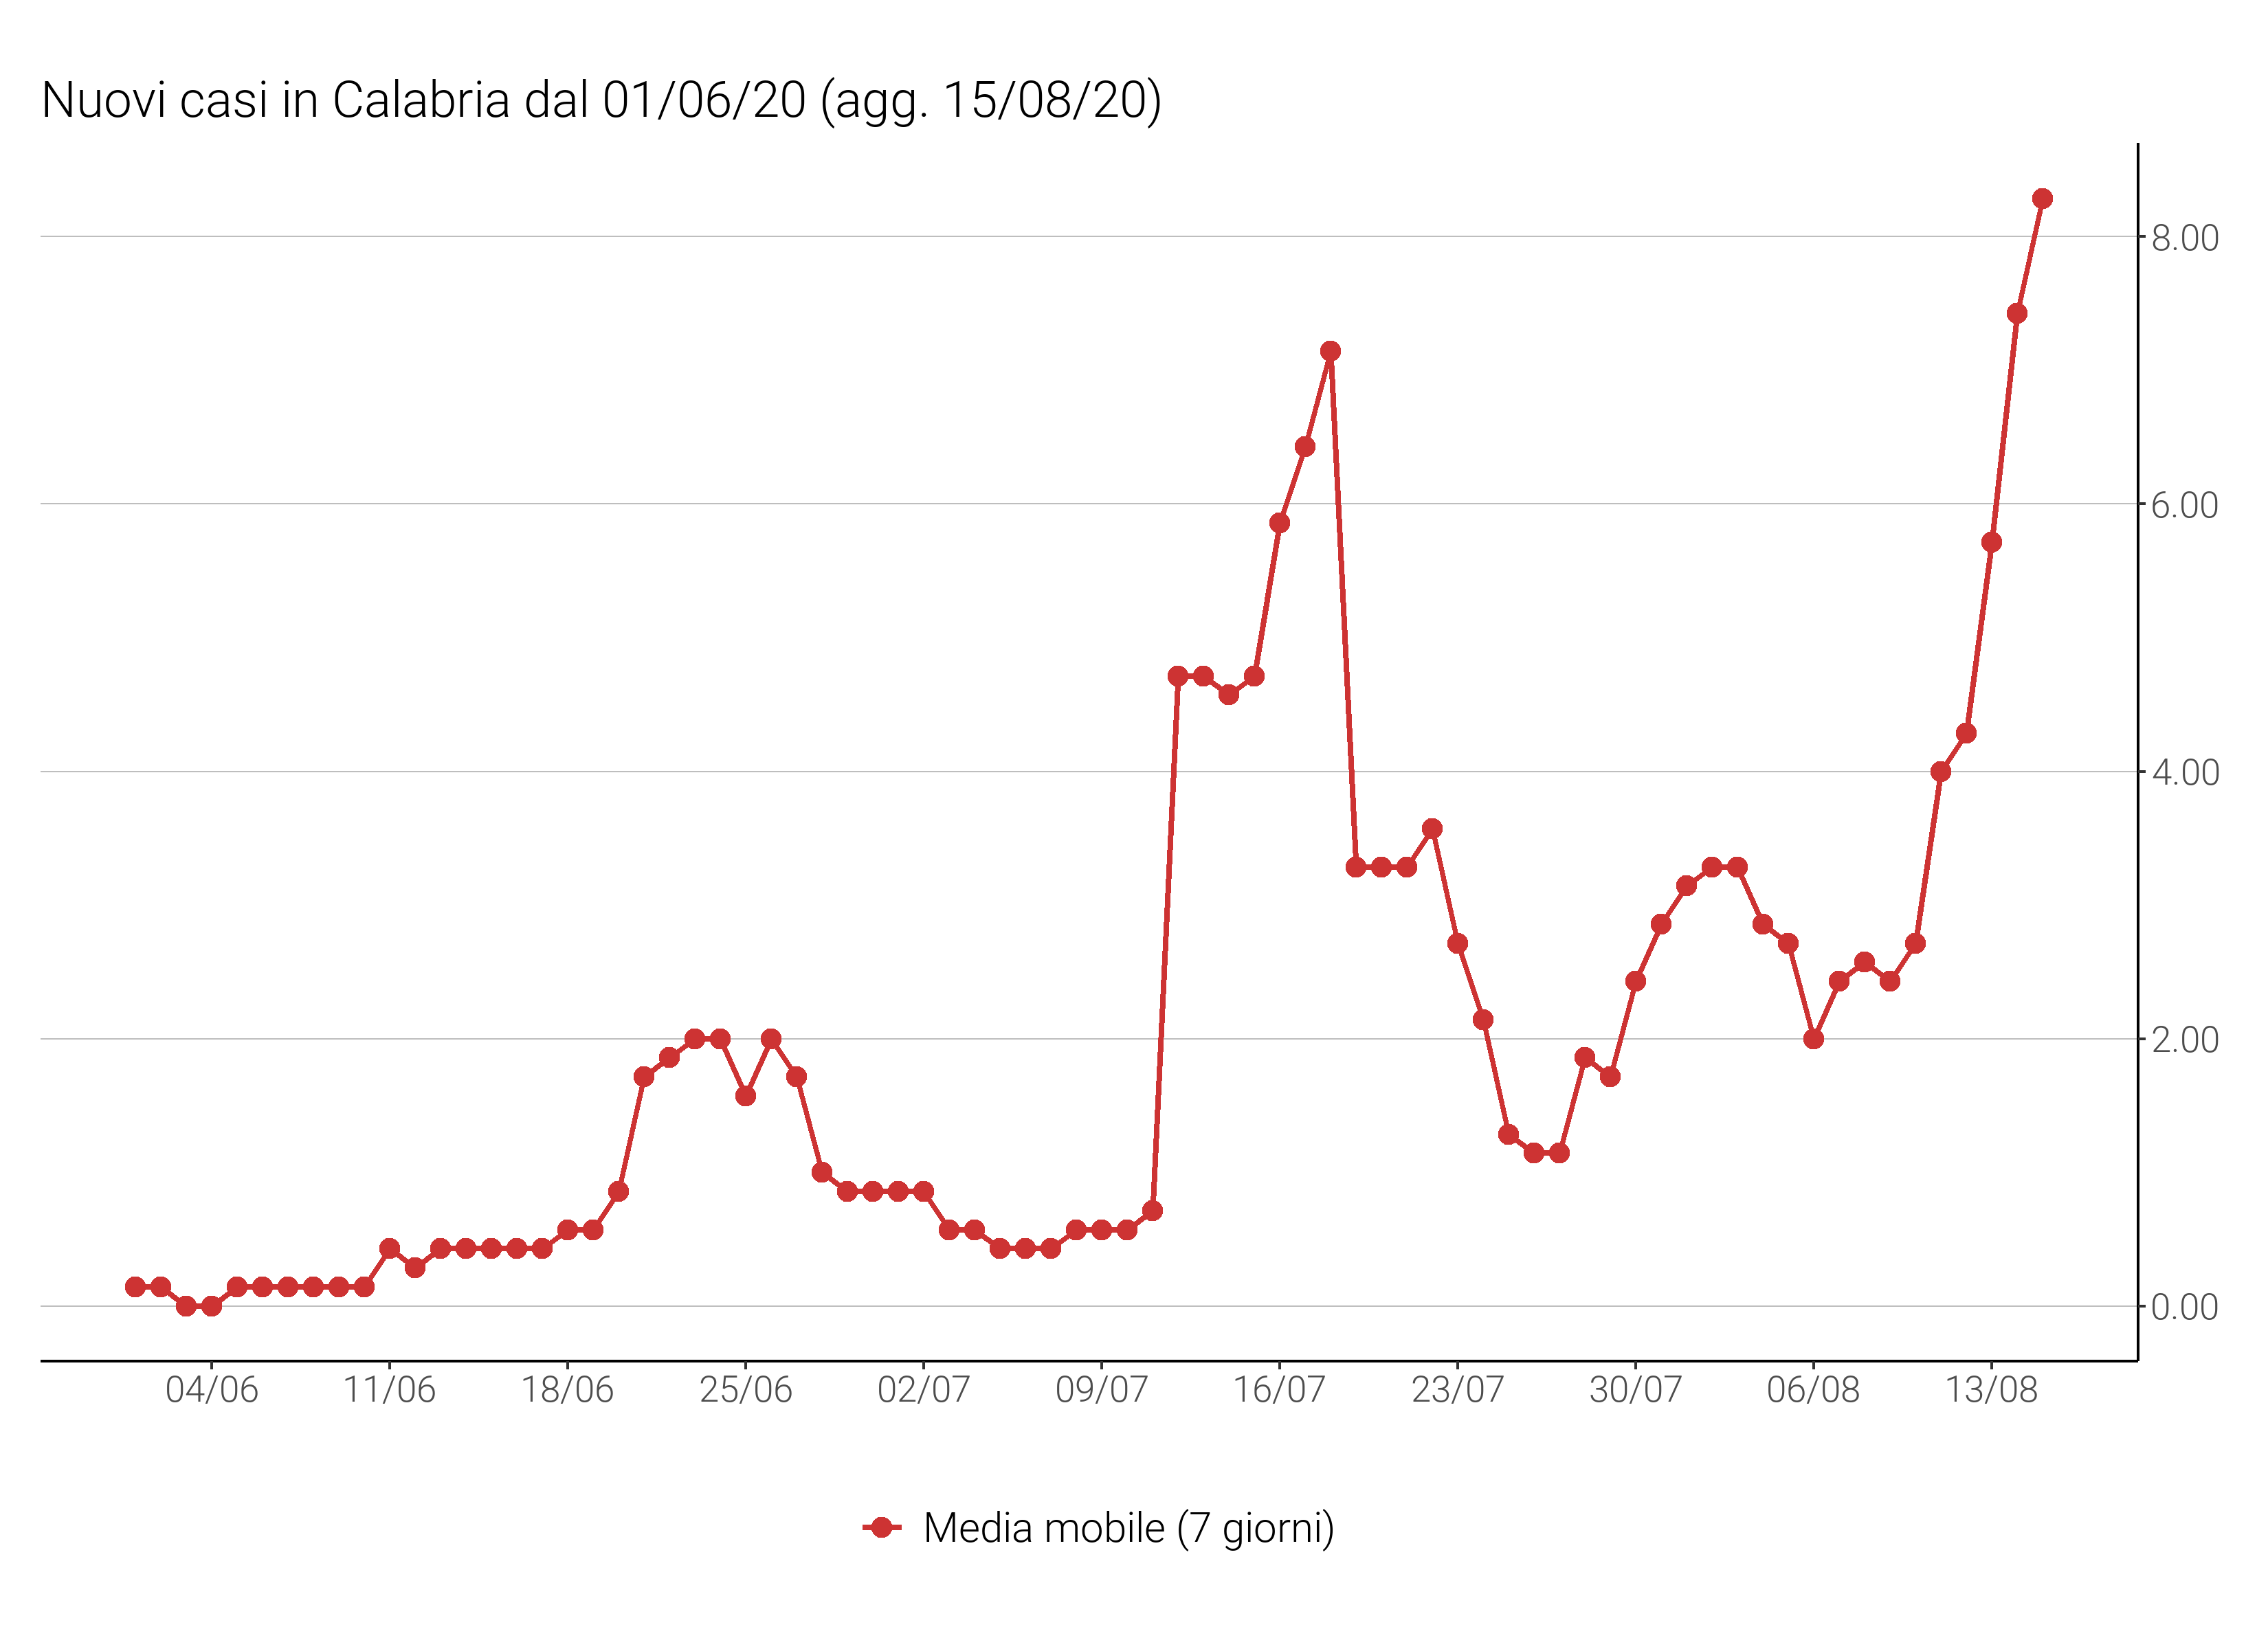 Nuovi casi in Calabria dal 01/06/20 (agg. 15/08/20)
8.00
6.00
4.00
2.00
0.00
04/06 11/06 18/06 25/06 02/07 09/07 16/07 23/07 30/07 06/08 13/08
Media mobile (7 giorni)